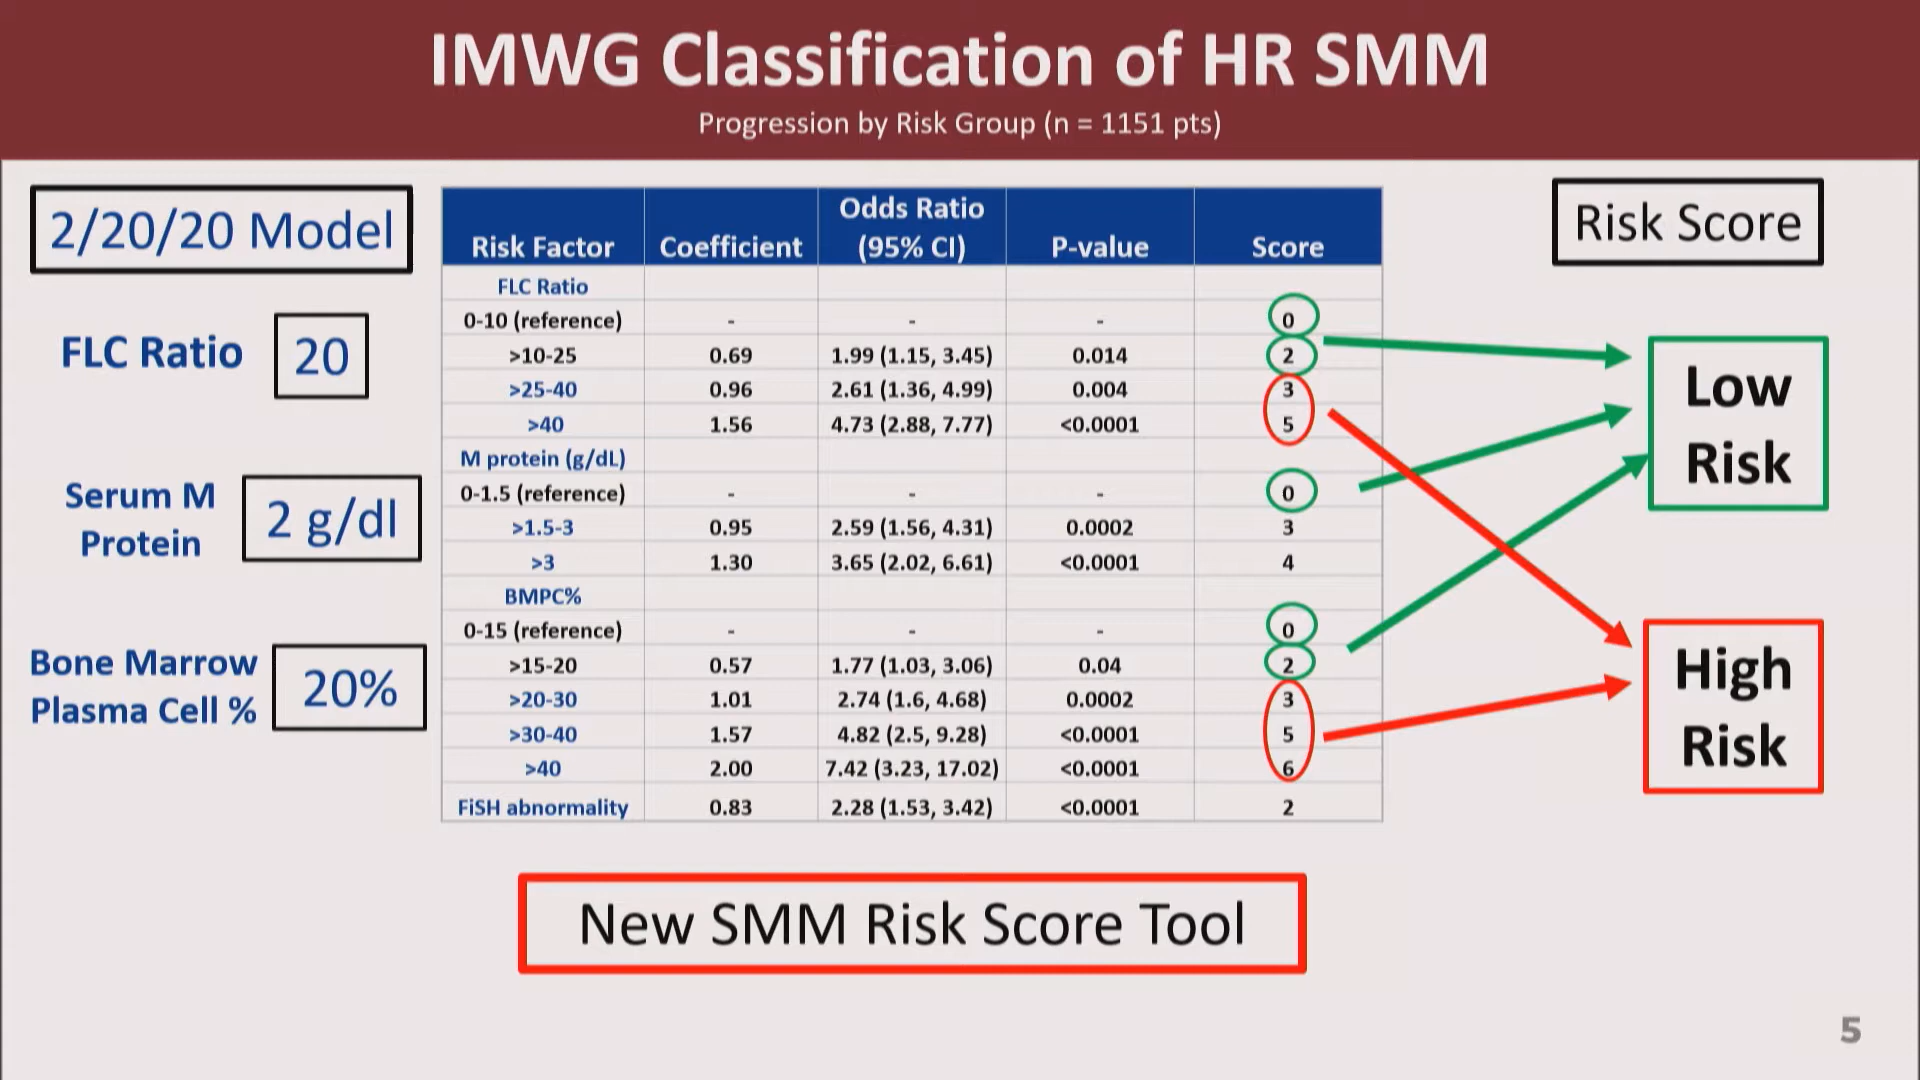 IMWG Classification of HR SMM
Progression by Risk Group (n = 1151 pts)
2/20/20 Model
FLC Ratio 20
Serum M
Protein
2 g/dl
Bone Marrow
Plasma Cell %
20%
Risk Factor Coefficient Odds Ratio (95% CI) P-value Score
FLC Ratio
0-10 (reference) - - - 0
>10-25 0.69 1.99 (1.15, 3.45) 0.014 2
>25-40 0.96 2.61 (1.36, 4.99) 0.004 3
>40 1.56 4.73 (2.88, 7.77) <0.0001 5
M protein (g/dL)
0-1.5 (reference) - - - 0
>1.5-3 0.95 2.59 (1.56, 4.31) 0.0002 3
>3 1.30 3.65 (2.02, 6.61) <0.0001 4
BMPC%
0-15 (reference) - - - 0
>15-20 0.57 1.77 (1.03, 3.06) 0.04 2
>20-30 1.01 2.74 (1.6, 4.68) 0.0002 3
>30-40 1.57 4.82 (2.5, 9.28) <0.0001 5
>40 2.00 7.42 (3.23, 17.02) <0.0001 6
FiSH abnormality 0.83 2.28 (1.53, 3.42) <0.0001 2
Risk Score
Low
Risk
High
Risk
New SMM Risk Score Tool
5